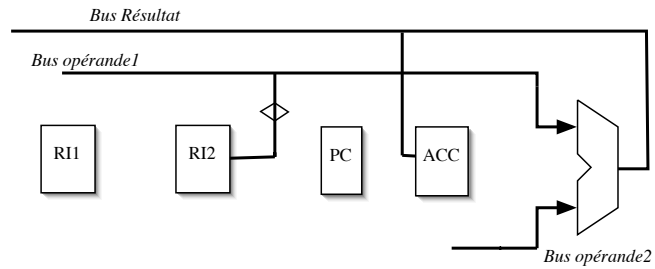 Bus Résultat
Bus opérande1
RI1
RI2
PC
ACC
Bus opérande2